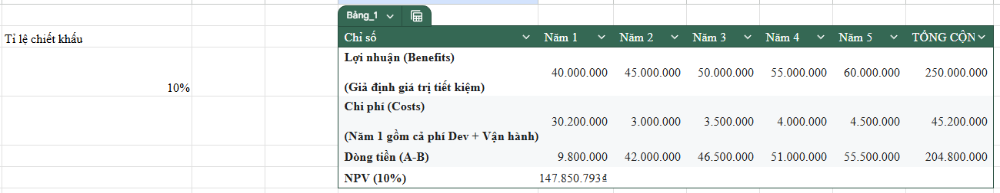 Bảng_1
Tỉ lệ chiết khấu
Chỉ số Năm 1 Năm 2 Năm 3 Năm 4 Năm 5 TỔNG CỘN
Lợi nhuận (Benefits)
40.000.000 45.000.000 50.000.000 55.000.000 60.000.000 250.000.000
10%
(Giả định giá trị tiết kiệm)
Chi phí (Costs)
30.200.000 3.000.000 3.500.000 4.000.000 4.500.000 45.200.000
(Năm 1 gồm cả phí Dev + Vận hành)
Dòng tiền (A-B) 9.800.000 42.000.000 46.500.000 51.000.000 55.500.000 204.800.000
NPV (10%) 147.850.793₫